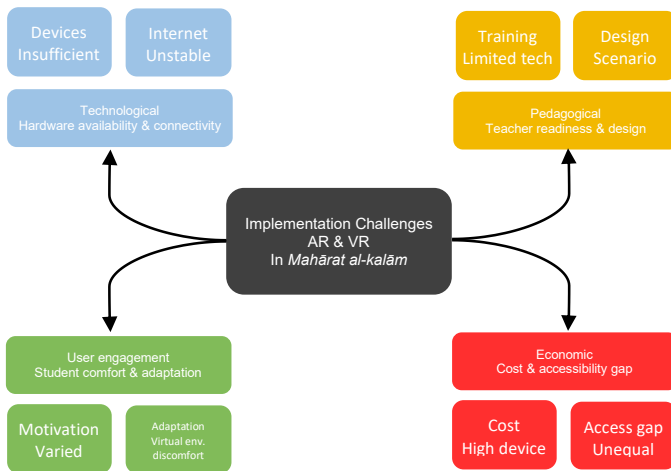 Devices
Insufficient
Internet
Unstable
Technological
Hardware availability & connectivity
Training
Limited tech
Design
Scenario
Pedagogical
Teacher readiness & design
Implementation Challenges
AR & VR
In Mahārat al-kalām
User engagement
Student comfort & adaptation
Motivation
Varied
Adaptation
Virtual env.
discomfort
Economic
Cost & accessibility gap
Cost
High device
Access gap
Unequal